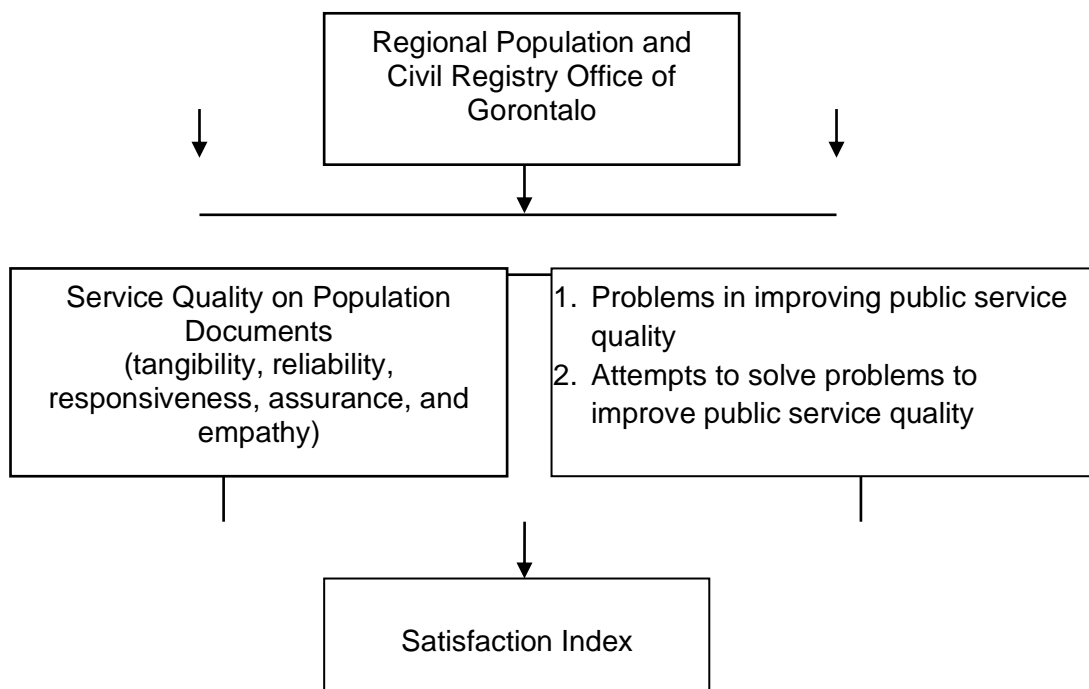 Regional Population and
Civil Registry Office of
Gorontalo
Service Quality on Population
Documents
(tangibility, reliability,
responsiveness, assurance, and
empathy)
1. Problems in improving public service
quality
2. Attempts to solve problems to
improve public service quality
Satisfaction Index